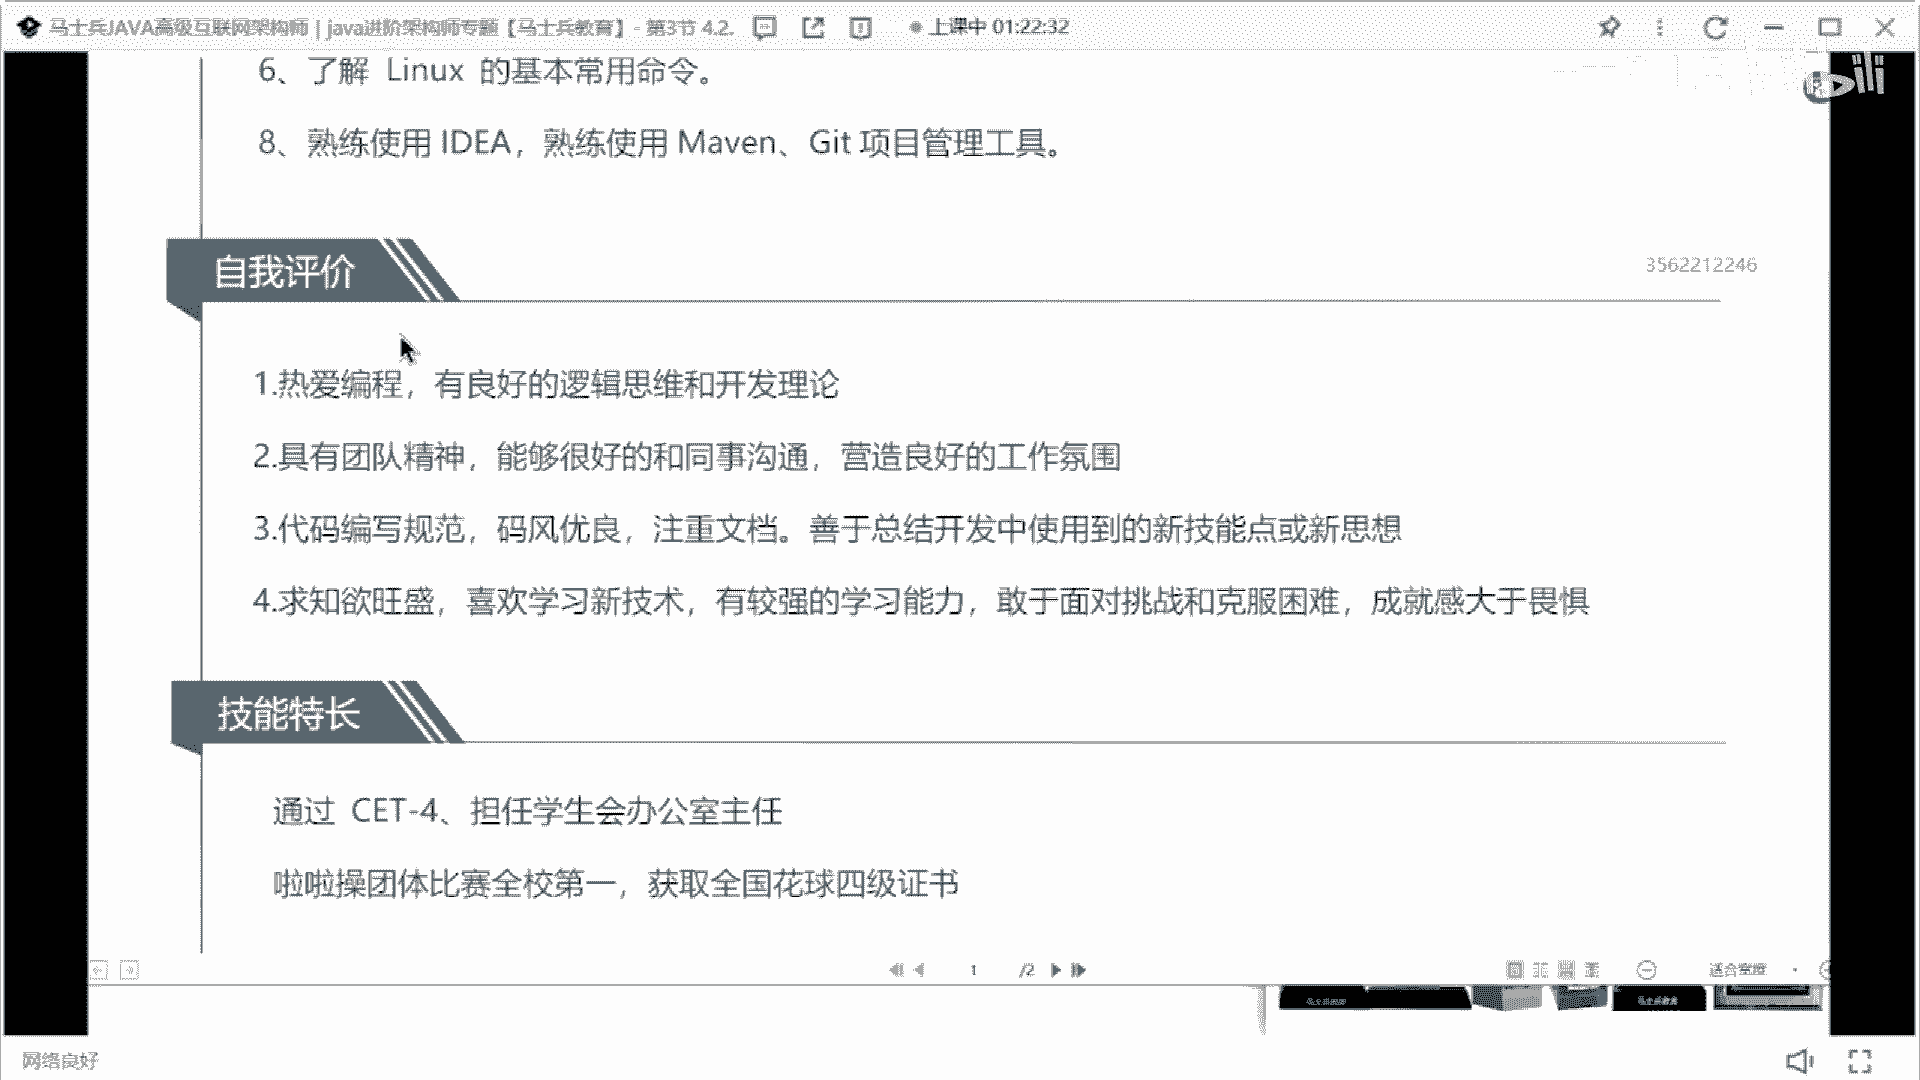 马士兵JAVA高级互联网架构师 | java进阶架构师专题【马士兵教育】 - 第3节 4.2.
上课中 01:22:32
6、了解 Linux 的基本常用命令。
8、熟练使用 IDEA，熟练使用 Maven、Git 项目管理工具。
自我评价
3562212246
1.热爱编程，有良好的逻辑思维和开发理论
2.具有团队精神，能够很好的和同事沟通，营造良好的工作氛围
3.代码编写规范，码风优良，注重文档。善于总结开发中使用到的新技能点或新思想
4.求知欲旺盛，喜欢学习新技术，有较强的学习能力，敢于面对挑战和克服困难，成就感大于畏惧
技能特长
通过 CET-4、担任学生会办公室主任
啦啦操团体比赛全校第一，获取全国花球四级证书
1 /2
适合宽度
网络良好